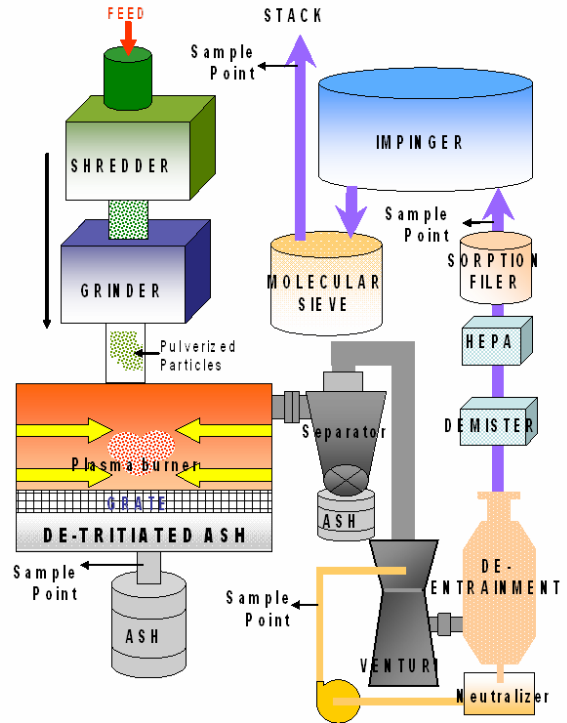 FEED
SHREDDER
GRINDER
Pulverized
Particles
Plasma burner
GRATE
DE-TRITIATED ASH
Sample
Point
ASH
Separator
ASH
STACK
Sample
Point
IMPINGER
MOLECULAR
SIEVE
Sample
Point
SORPTION
FILER
HEPA
DEMISTER
DE-
ENTRAINMENT
VENTURI
Sample
Point
Neutralizer